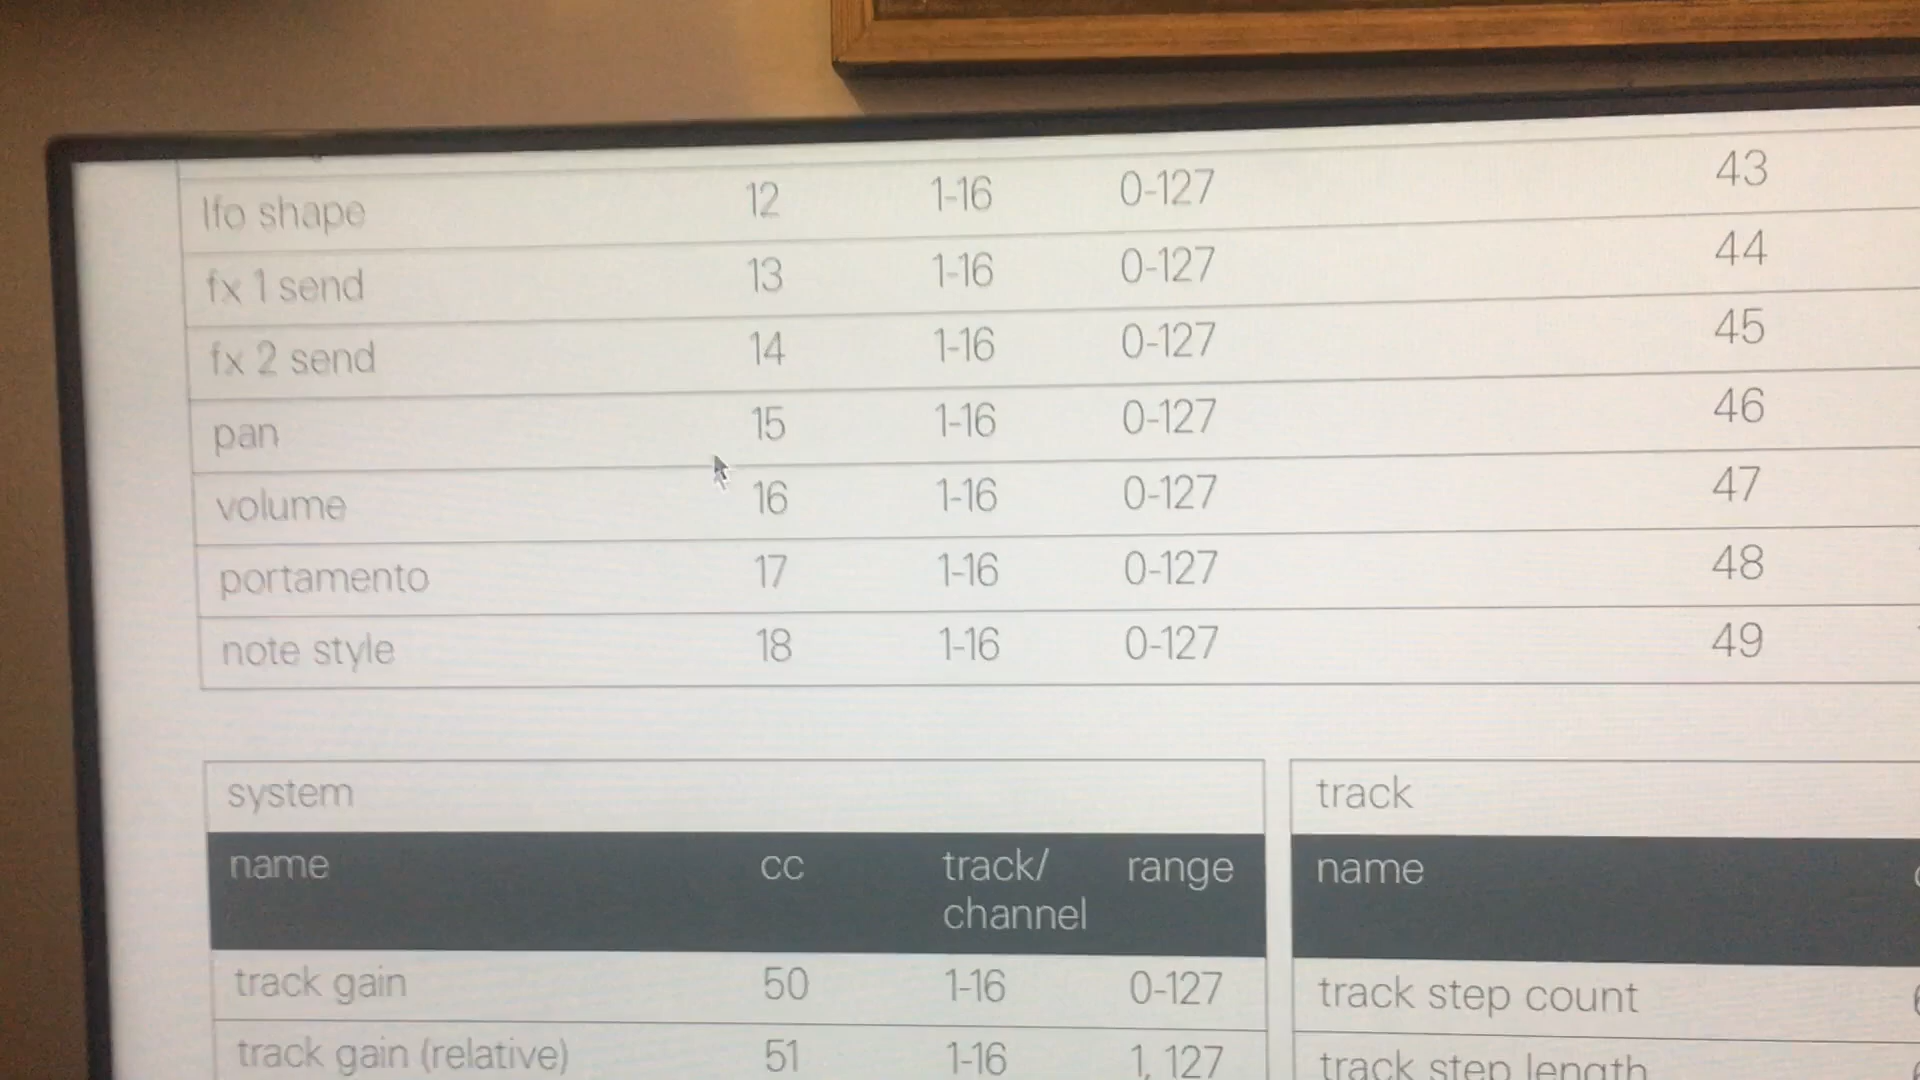 lfo shape 12 1-16 0-127 43
fx 1 send 13 1-16 0-127 44
fx 2 send 14 1-16 0-127 45
pan 15 1-16 0-127 46
volume 16 1-16 0-127 47
portamento 17 1-16 0-127 48
note style 18 1-16 0-127 49
system
name cc track/ range
channel
track gain 50 1-16 0-127
track gain (relative) 51 1-16 1, 127
track
name
track step count
track step length